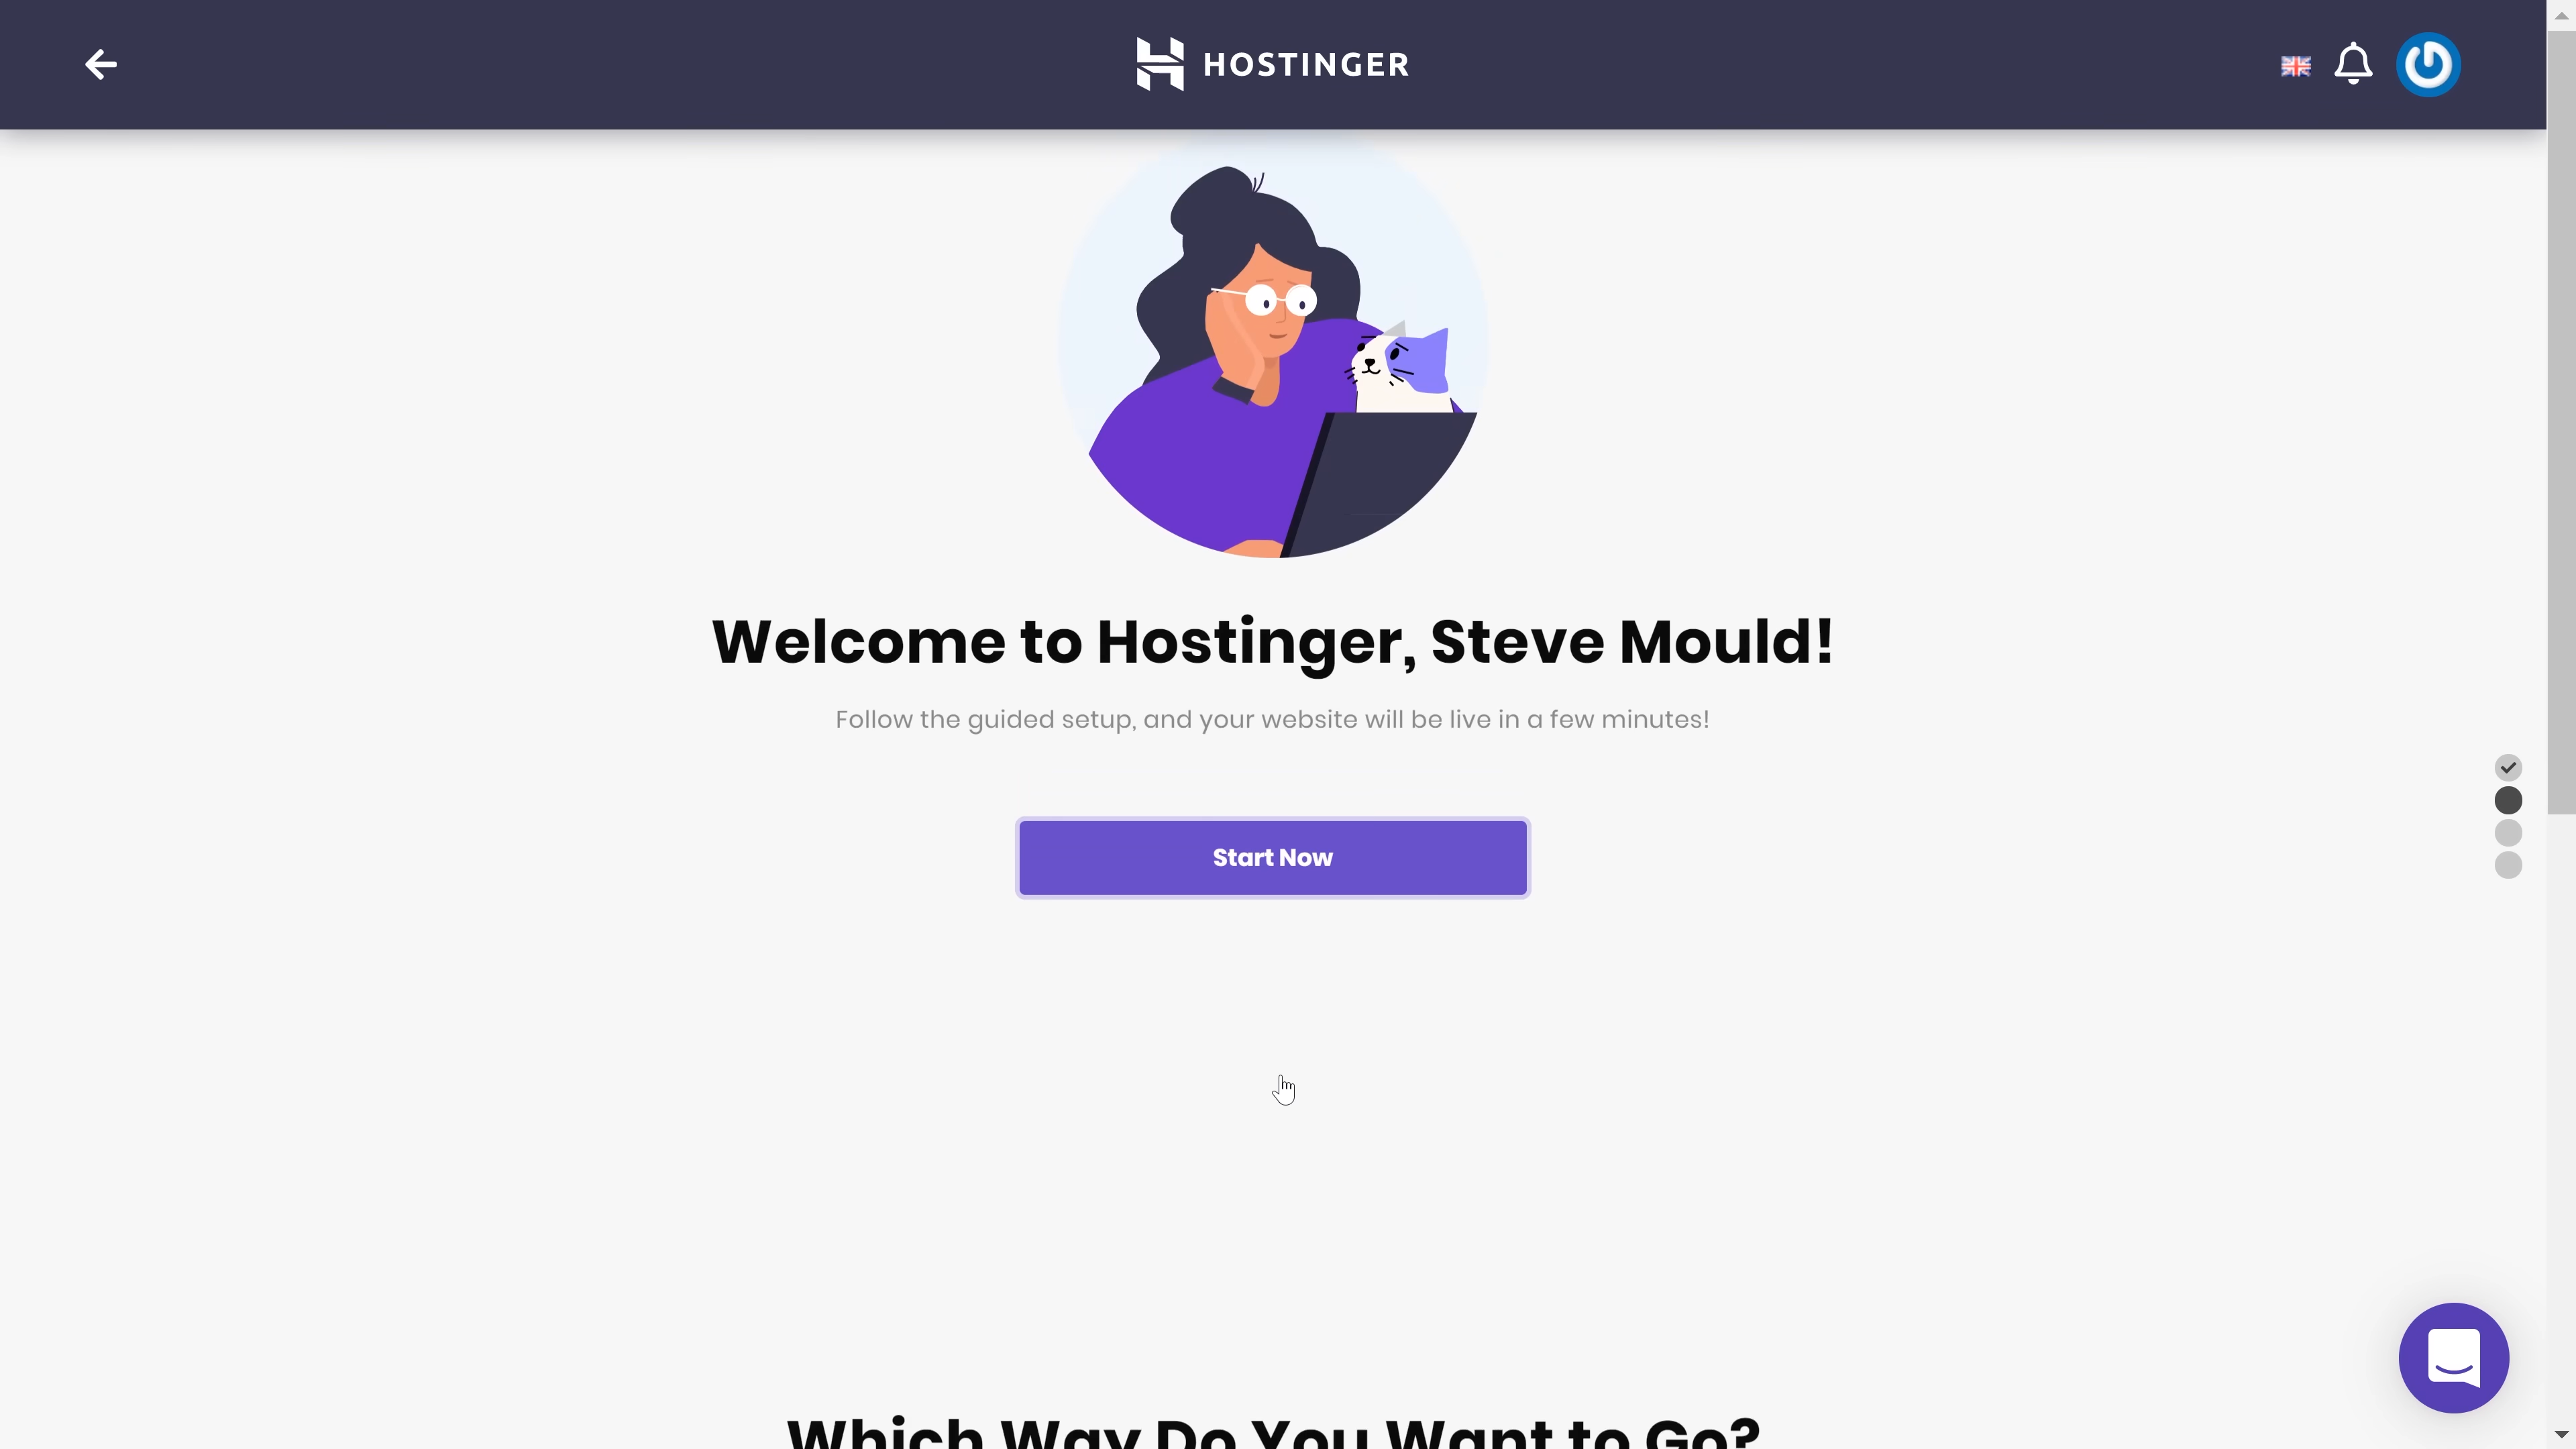 HOSTINGER
Welcome to Hostinger, Steve Mould!
Follow the guided setup, and your website will be live in a few minutes!
Start Now
Which Way Do You Want to Go?